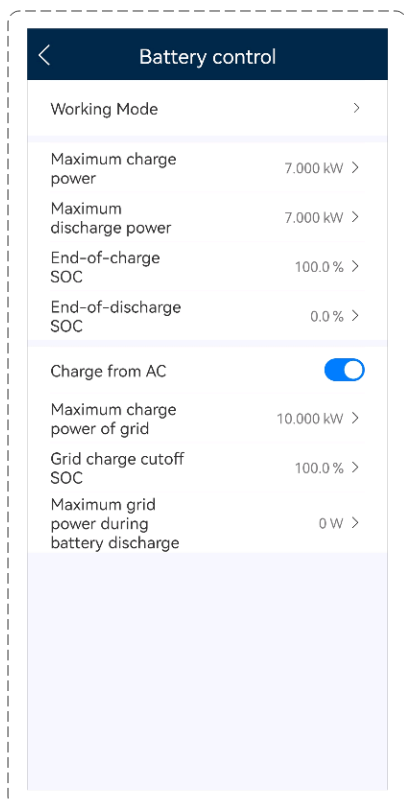 Battery control
Working Mode
Maximum charge
power
7.000 kW
Maximum
discharge power
7.000 kW
End-of-charge
SOC
100.0 %
End-of-discharge
SOC
0.0 %
Charge from AC
Maximum charge
power of grid
10.000 kW
Grid charge cutoff
SOC
100.0 %
Maximum grid
power during
battery discharge
0 W